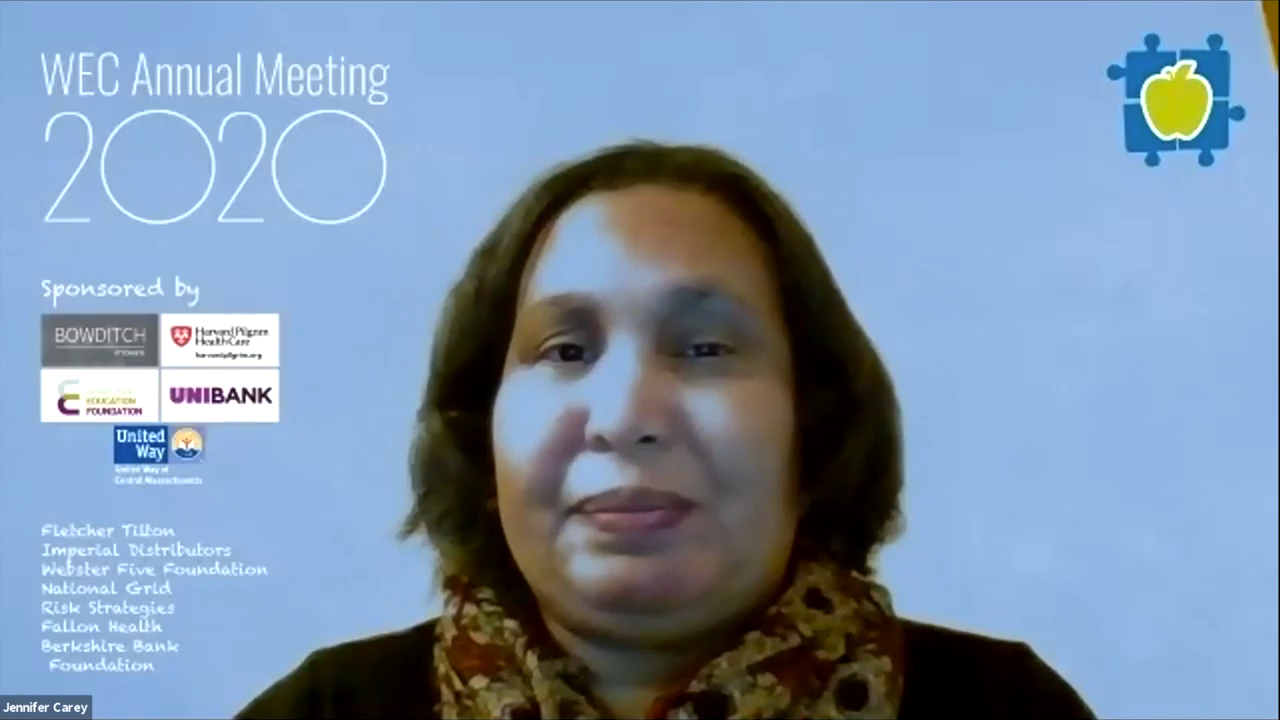 WEC Annual Meeting
2020
Sponsored by
BOWDITCH
Harvard Pilgrim
HealthCare
harvardpilgrim.org
EDUCATION
FOUNDATION
UNIBANK
United
Way
United Way of
Central Massachusetts
Fletcher Tilton
Imperial Distributors
Webster Five Foundation
National Grid
Risk Strategies
Fallon Health
Berkshire Bank
Foundation
Jennifer Carey